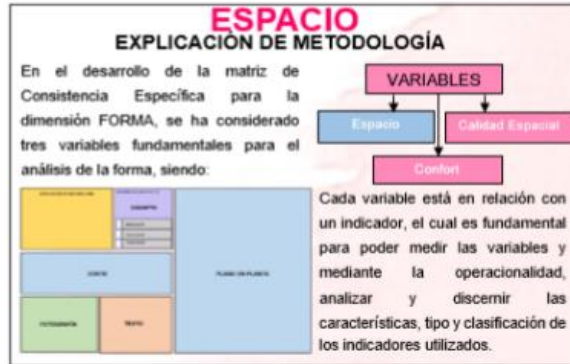 ESPACIO
EXPLICACIÓN DE METODOLOGÍA
En el desarrollo de la matriz de
Consistencia Específica para la
dimensión FORMA, se ha considerado
tres variables fundamentales para el
análisis de la forma, siendo:
VARIABLES
Espacio
Calidad Espacial
Confort
CONCEPTO
CORTE
PLANO EN PLANTA
FOTOGRAFÍA
TEXTO
Cada variable está en relación con
un indicador, el cual es fundamental
para poder medir las variables y
mediante la operacionalidad,
analizar y discernir las
características, tipo y clasificación de
los indicadores utilizados.